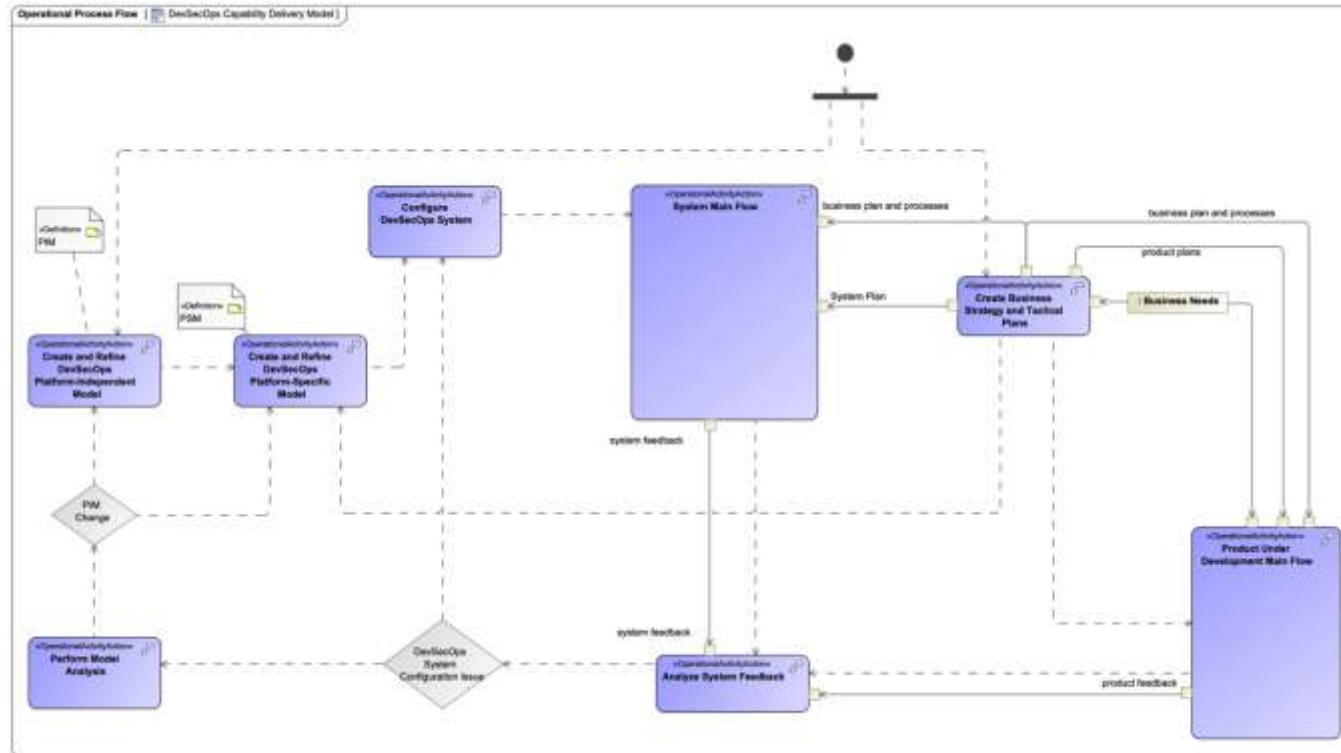 Operational Process Flow [ DevSecOps Capability Delivery Model ]
«OperationalActivityAction»
Configure
DevSecOps System
«OperationalActivityAction»
System Main Flow
business plan and processes
business plan and processes
product plans
«Definition»
PIM
«OperationalActivityAction»
Create Business
Strategy and Tactical
Plans
System Plan
: Business Needs
«Definition»
PSM
«OperationalActivityAction»
Create and Refine
DevSecOps
Platform-Independent
Model
«OperationalActivityAction»
Create and Refine
DevSecOps
Platform-Specific
Model
system feedback
PIM
Change
«OperationalActivityAction»
Product Under
Development Main Flow
system feedback
«OperationalActivityAction»
Perform Model
Analysis
DevSecOps
System
Configuration Issue
«OperationalActivityAction»
Analyze System Feedback
product feedback